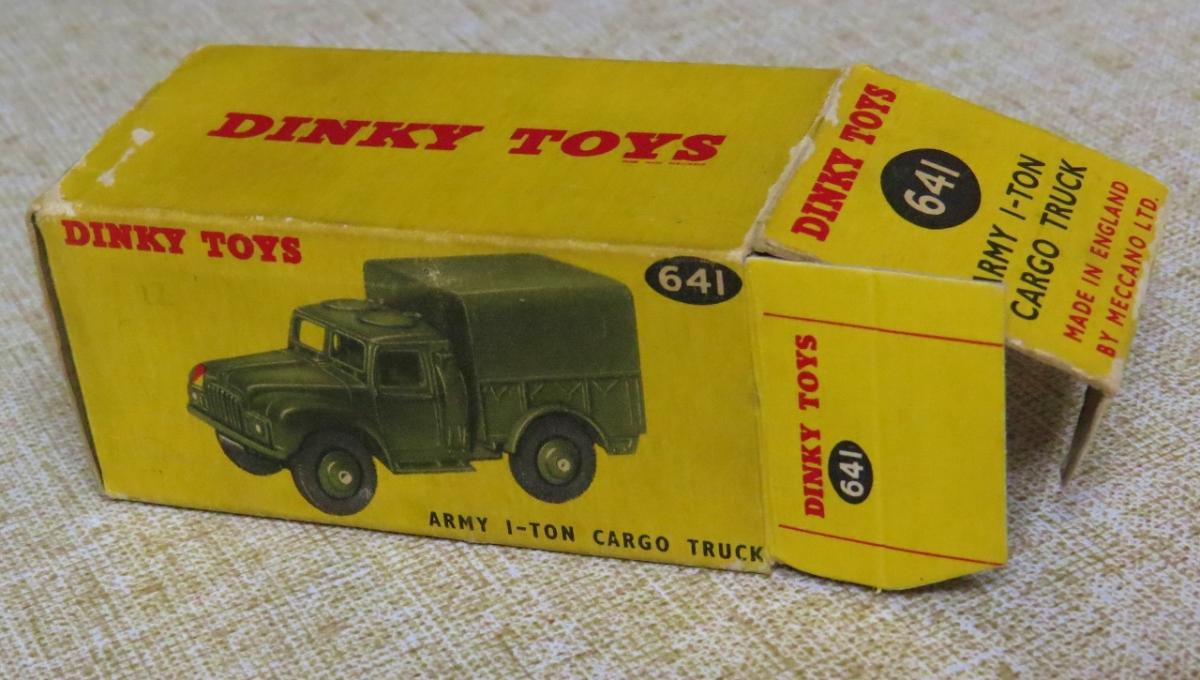 DINKY TOYS
DINKY TOYS
641
ARMY 1-TON CARGO TRUCK
DINKY TOYS
641
ARMY 1-TON
CARGO TRUCK
MADE IN ENGLAND
BY MECCANO LTD.
DINKY TOYS
641